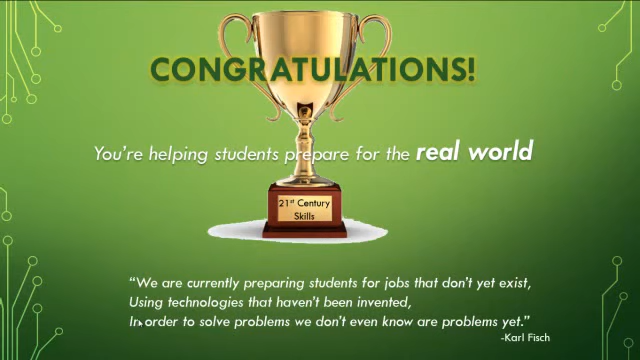 CONGRATULATIONS!
You're helping students prepare for the real world
21st Century
Skills
“We are currently preparing students for jobs that don't yet exist,
Using technologies that haven't been invented,
In order to solve problems we don't even know are problems yet.”
-Karl Fisch